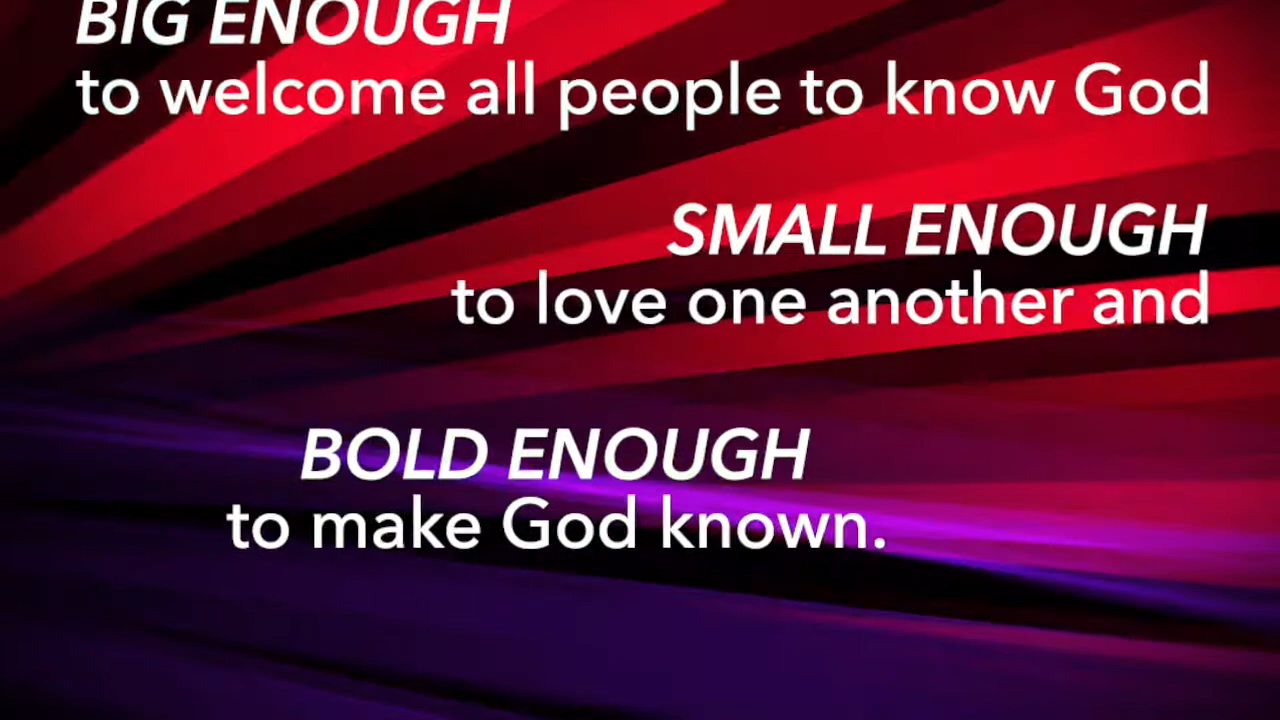 BIG ENOUGH
to welcome all people to know God
SMALL ENOUGH
to love one another and
BOLD ENOUGH
to make God known.